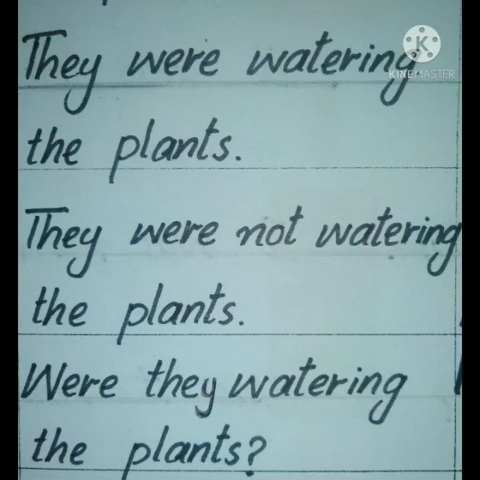 They were watering
KINEMASTER
the plants.
They were not watering
the plants.
Were they watering
the plants?